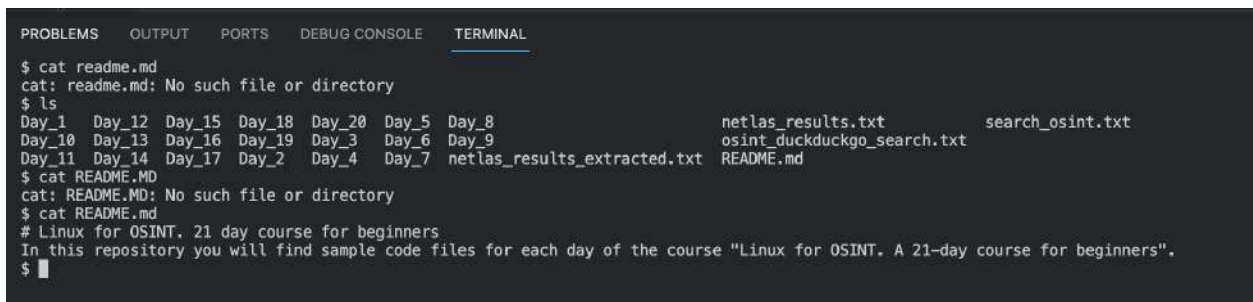 PROBLEMS OUTPUT PORTS DEBUG CONSOLE TERMINAL
$ cat readme.md
cat: readme.md: No such file or directory
$ ls
Day_1 Day_12 Day_15 Day_18 Day_20 Day_5 Day_8 netlas_results.txt search_osint.txt
Day_10 Day_13 Day_16 Day_19 Day_3 Day_6 Day_9 osint_duckduckgo_search.txt
Day_11 Day_14 Day_17 Day_2 Day_4 Day_7 netlas_results_extracted.txt README.md
$ cat README.MD
cat: README.MD: No such file or directory
$ cat README.md
# Linux for OSINT. 21 day course for beginners
In this repository you will find sample code files for each day of the course "Linux for OSINT. A 21-day course for beginners".
$